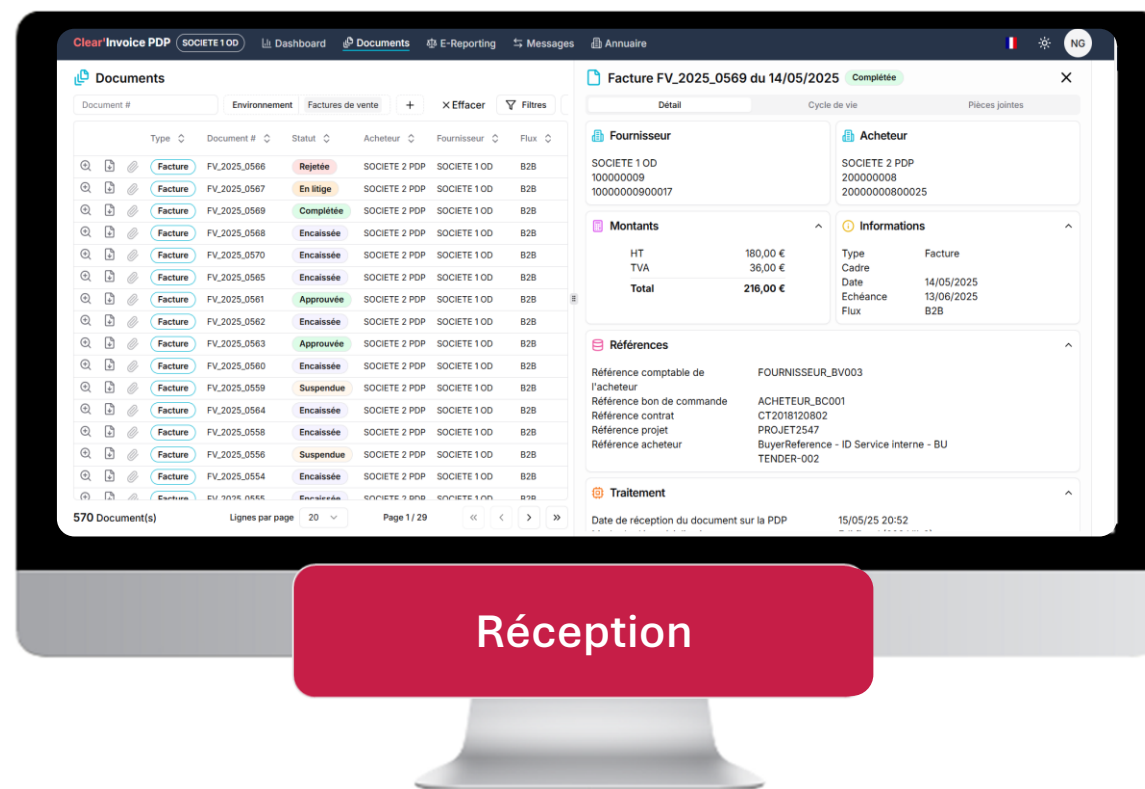 Clear'Invoice PDP SOCIETE 1 OD Dashboard Documents E-Reporting Messages Annuaire NG
Documents
Document # Environnement Factures de vente + Effacer Filtres
Type Document # Statut Acheteur Fournisseur Flux
Facture FV_2025_0566 Rejetée SOCIETE 2 PDP SOCIETE 1 OD B2B
Facture FV_2025_0567 En litige SOCIETE 2 PDP SOCIETE 1 OD B2B
Facture FV_2025_0569 Complétée SOCIETE 2 PDP SOCIETE 1 OD B2B
Facture FV_2025_0568 Encaissée SOCIETE 2 PDP SOCIETE 1 OD B2B
Facture FV_2025_0570 Encaissée SOCIETE 2 PDP SOCIETE 1 OD B2B
Facture FV_2025_0565 Encaissée SOCIETE 2 PDP SOCIETE 1 OD B2B
Facture FV_2025_0561 Approuvée SOCIETE 2 PDP SOCIETE 1 OD B2B
Facture FV_2025_0562 Encaissée SOCIETE 2 PDP SOCIETE 1 OD B2B
Facture FV_2025_0563 Approuvée SOCIETE 2 PDP SOCIETE 1 OD B2B
Facture FV_2025_0560 Encaissée SOCIETE 2 PDP SOCIETE 1 OD B2B
Facture FV_2025_0559 Suspendue SOCIETE 2 PDP SOCIETE 1 OD B2B
Facture FV_2025_0564 Encaissée SOCIETE 2 PDP SOCIETE 1 OD B2B
Facture FV_2025_0558 Encaissée SOCIETE 2 PDP SOCIETE 1 OD B2B
Facture FV_2025_0556 Suspendue SOCIETE 2 PDP SOCIETE 1 OD B2B
Facture FV_2025_0554 Encaissée SOCIETE 2 PDP SOCIETE 1 OD B2B
Facture FV_2025_0555 Encaissée SOCIETE 2 PDP SOCIETE 1 OD B2B
570 Document(s) Lignes par page 20 Page 1 / 29
Facture FV_2025_0569 du 14/05/2025 Complétée
Détail Cycle de vie Pièces jointes
Fournisseur
SOCIETE 1 OD
100000009
10000000900017
Acheteur
SOCIETE 2 PDP
200000008
20000000800025
Montants
HT 180,00 €
TVA 36,00 €
Total 216,00 €
Informations
Type Facture
Cadre
Date 14/05/2025
Echéance 13/06/2025
Flux B2B
Références
Référence comptable de FOURNISSEUR_BV003
l'acheteur
Référence bon de commande ACHETEUR_BC001
Référence contrat CT2018120802
Référence projet PROJET2547
Référence acheteur BuyerReference - ID Service interne - BU
TENDER-002
Traitement
Date de réception du document sur la PDP 15/05/25 20:52
Réception